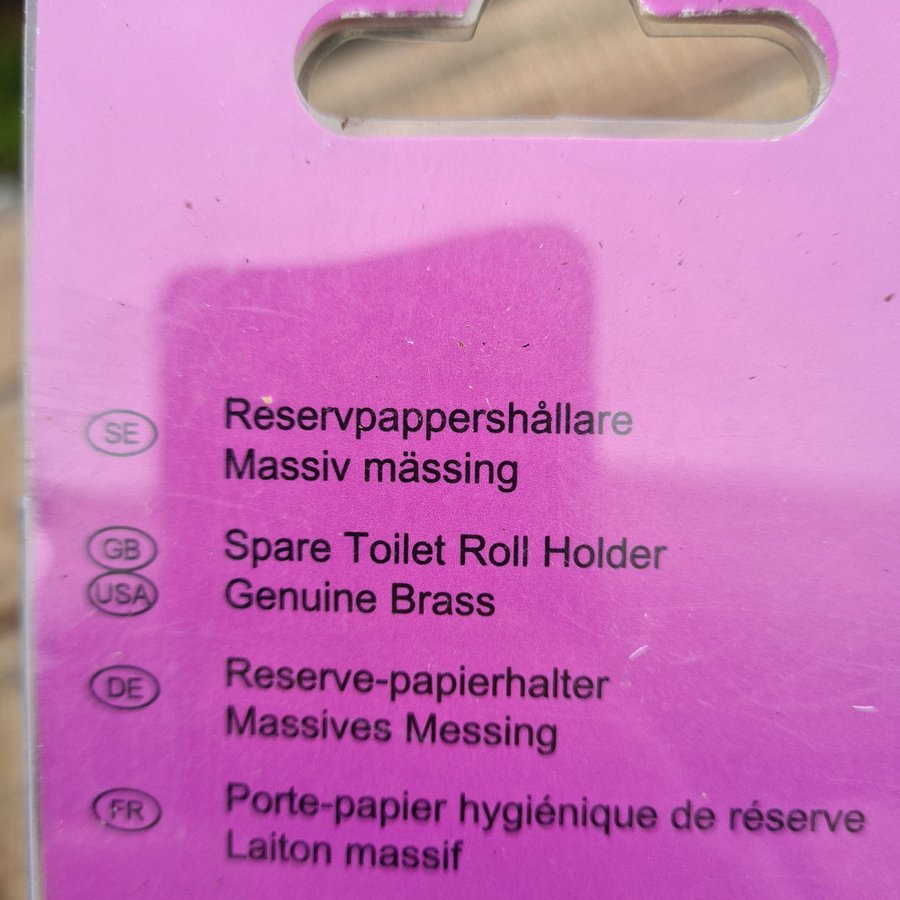 SE Reservpappershållare
Massiv mässing
GB Spare Toilet Roll Holder
USA Genuine Brass
DE Reserve-papierhalter
Massives Messing
FR Porte-papier hygiénique de réserve
Laiton massif